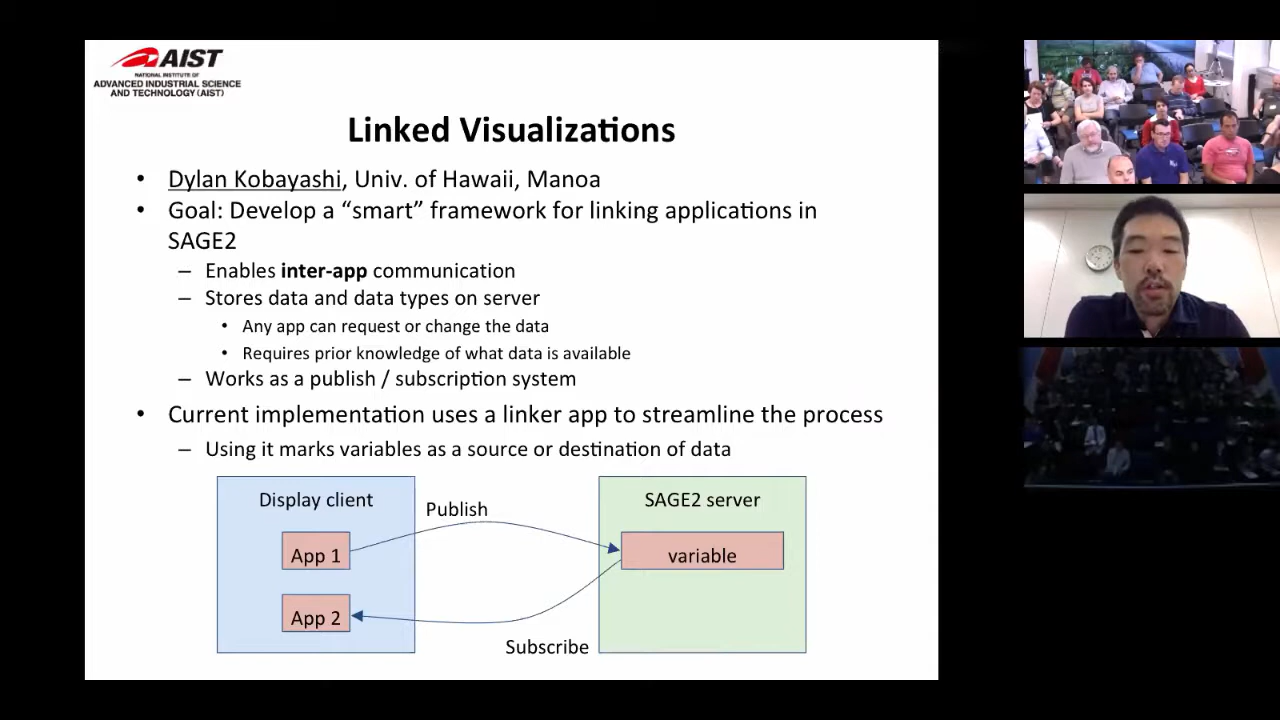 AIST
NATIONAL INSTITUTE OF
ADVANCED INDUSTRIAL SCIENCE
AND TECHNOLOGY (AIST)
Linked Visualizations
• Dylan Kobayashi, Univ. of Hawaii, Manoa
• Goal: Develop a “smart” framework for linking applications in
SAGE2
– Enables inter-app communication
– Stores data and data types on server
• Any app can request or change the data
• Requires prior knowledge of what data is available
– Works as a publish / subscription system
• Current implementation uses a linker app to streamline the process
– Using it marks variables as a source or destination of data
Display client
Publish
SAGE2 server
App 1
variable
App 2
Subscribe